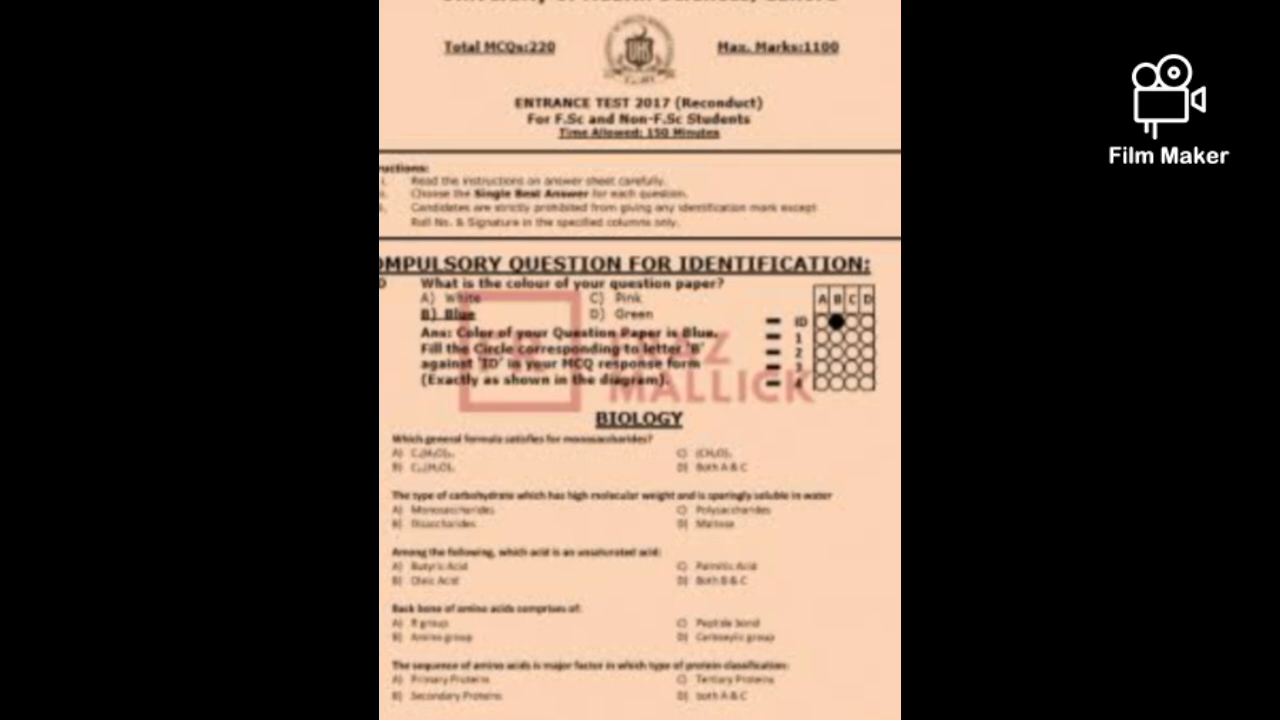 Total MCQs:220
Max. Marks:1100
ENTRANCE TEST 2017 (Reconduct)
For F.Sc and Non-F.Sc Students
Time Allowed: 150 Minutes
Film Maker
uctions:
Read the instructions on answer sheet carefully.
Choose the Single Best Answer for each question.
Candidates are strictly prohibited from giving any identification mark except
Roll No. & Signature in the specified columns only.
OMPULSORY QUESTION FOR IDENTIFICATION:
What is the colour of your question paper?
A) White
C) Pink
B) Blue
D) Green
A B C D
ID
1
2
3
4
Ans: Color of your Question Paper is Blue.
Fill the Circle corresponding to letter 'B'
against 'ID' in your MCQ response form
(Exactly as shown in the diagram).
MALLICK
BIOLOGY
Which general formula satisfies for monosaccharides?
A)
C)
B)
D) Both A & C
The type of carbohydrate which has high molecular weight and is sparingly soluble in water
A) Monosaccharides
C) Polysaccharides
B) Disaccharides
D) Maltose
Among the following, which acid is an unsaturated acid:
A) Butyric Acid
C) Palmitic Acid
B) Oleic Acid
D) Both B & C
Back bone of amino acids comprises of:
A) R group
C) Peptide bond
B) Amino group
D) Carboxylic group
The sequence of amino acids is major factor in which type of protein classification:
A) Primary Proteins
C) Tertiary Proteins
B) Secondary Proteins
D) both A & C